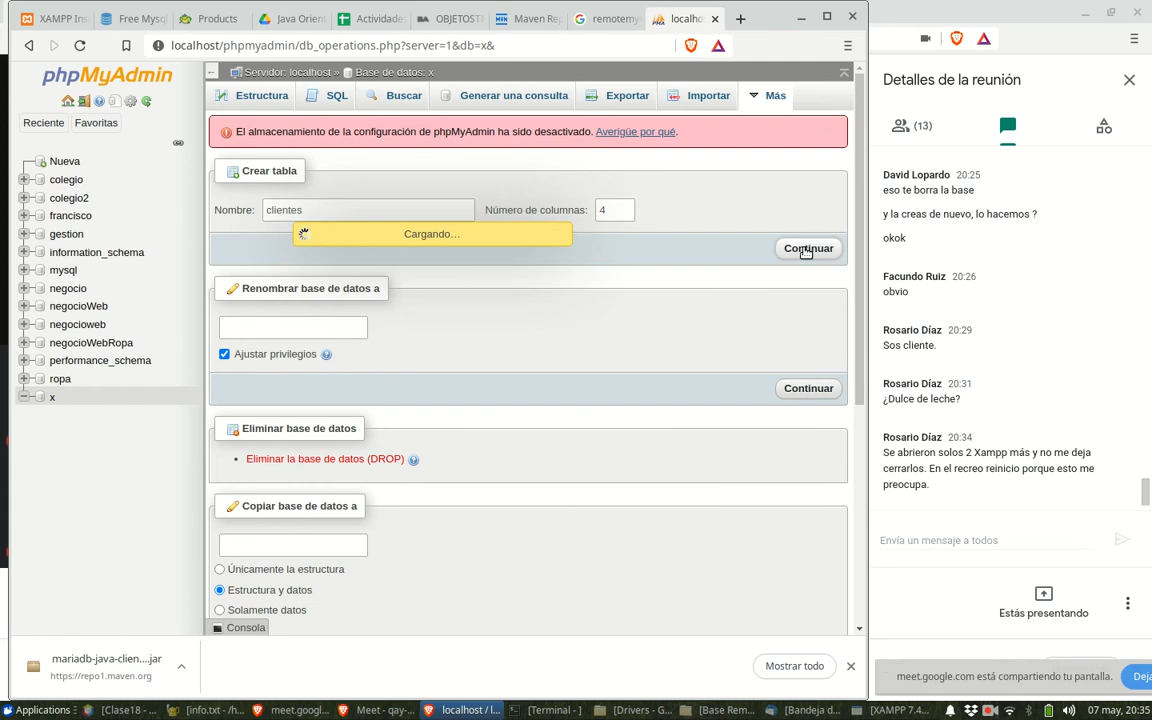 XAMPP Ins
Free Mysq
Products
Java Orien
Actividade
OBJETOST
Maven Rep
remotemy
localho
localhost/phpmyadmin/db_operations.php?server=1&db=x&
phpMyAdmin
Reciente
Favoritas
Nueva
colegio
colegio2
francisco
gestion
information_schema
mysql
negocio
negocioWeb
negocioweb
negocioWebRopa
performance_schema
ropa
x
Servidor: localhost » Base de datos: x
Estructura
SQL
Buscar
Generar una consulta
Exportar
Importar
Más
El almacenamiento de la configuración de phpMyAdmin ha sido desactivado. Averigüe por qué.
Crear tabla
Nombre: clientes Número de columnas: 4
Cargando…
Continuar
Renombrar base de datos a
Ajustar privilegios
Continuar
Eliminar base de datos
Eliminar la base de datos (DROP)
Copiar base de datos a
Únicamente la estructura
Estructura y datos
Solamente datos
Consola
mariadb-java-clien....jar
https://repo1.maven.org
Mostrar todo
Detalles de la reunión
(13)
David Lopardo 20:25
eso te borra la base
y la creas de nuevo, lo hacemos ?
okok
Facundo Ruiz 20:26
obvio
Rosario Díaz 20:29
Sos cliente.
Rosario Díaz 20:31
¿Dulce de leche?
Rosario Díaz 20:34
Se abrieron solos 2 Xampp más y no me deja
cerrarlos. En el recreo reinicio porque esto me
preocupa.
Envía un mensaje a todos
Estás presentando
meet.google.com está compartiendo tu pantalla.
Deja
Applications
[Clase18 - ...
[info.txt - /h...
meet.googl...
Meet - qay-...
localhost / l...
[Terminal - ]
[Drivers - G...
[Base Rem...
[Bandeja d...
[XAMPP 7.4...
07 may, 20:35